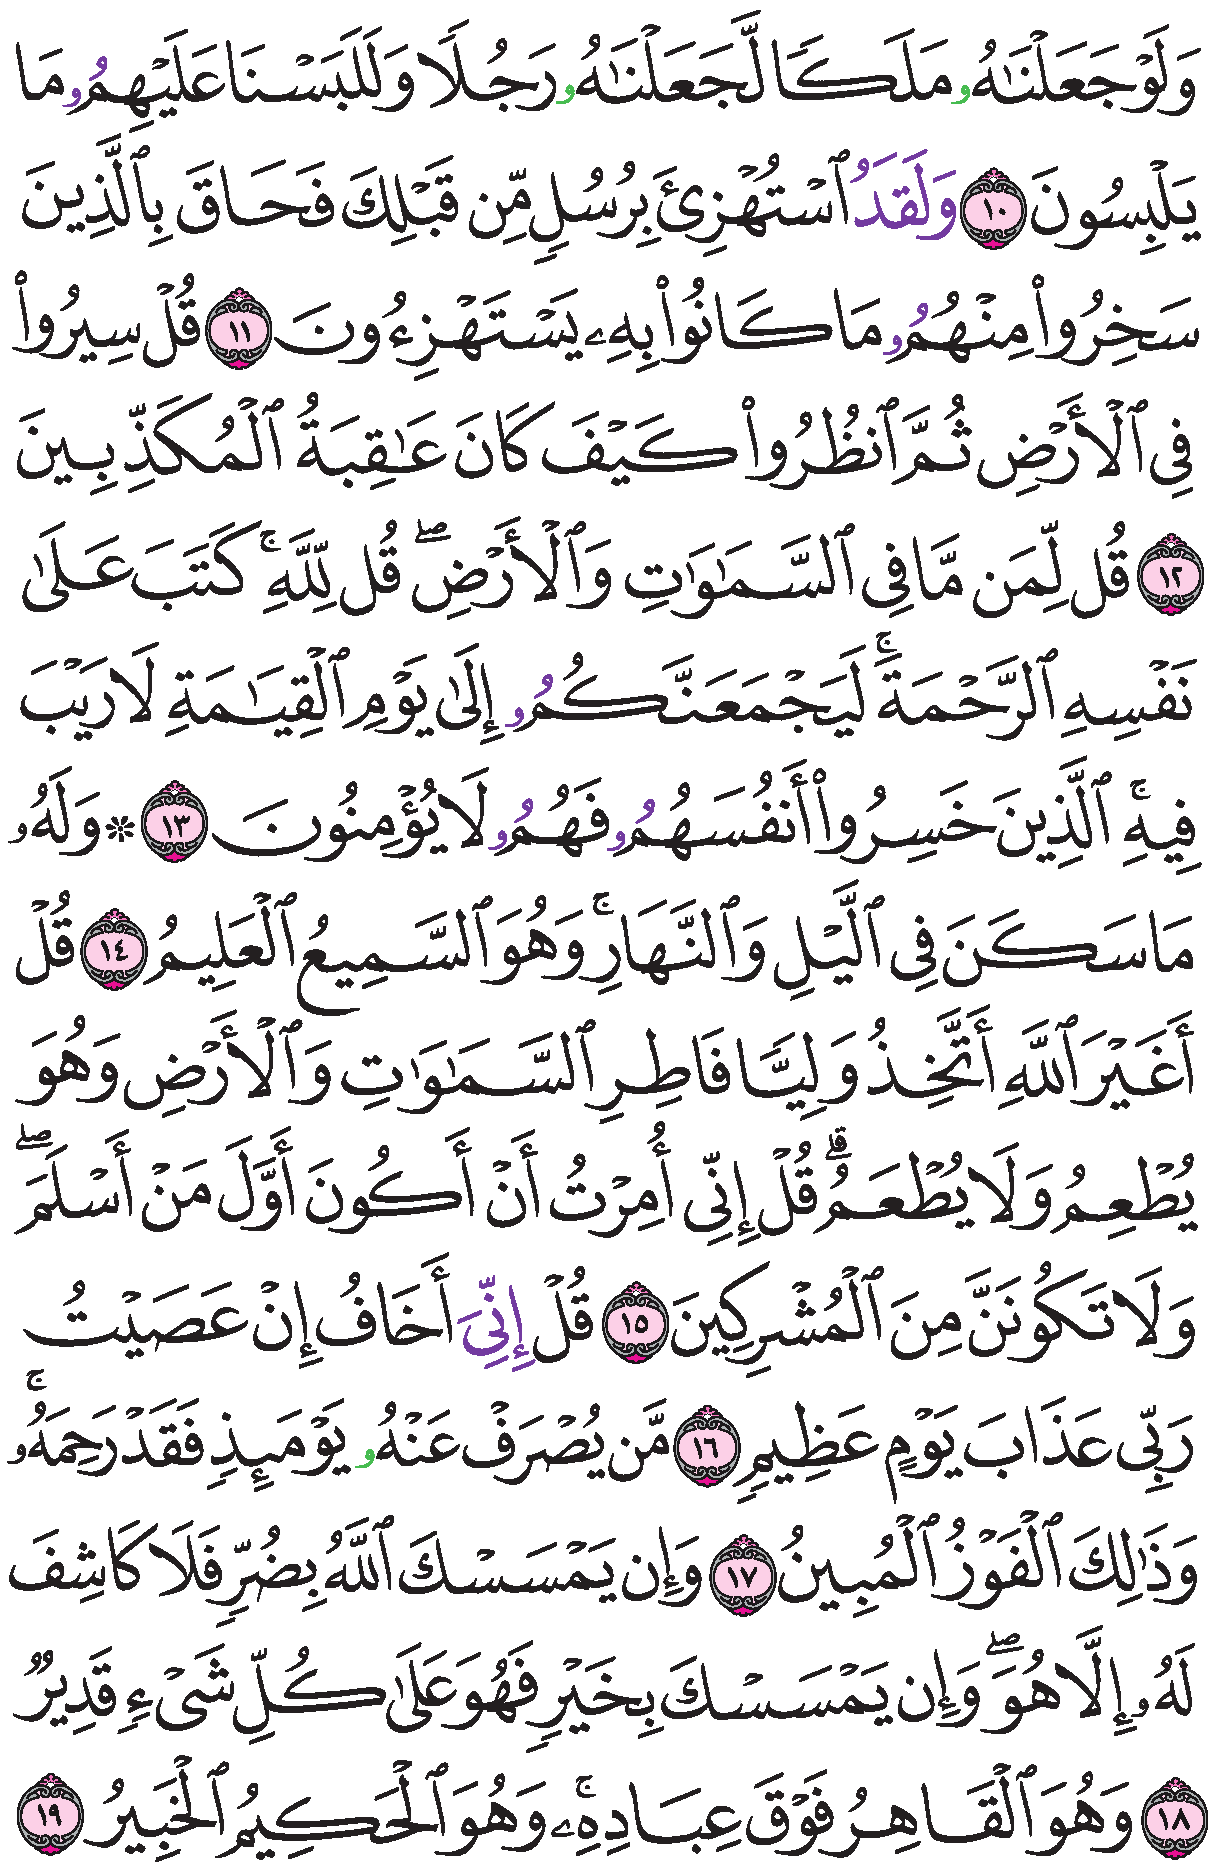 وَلَوْ جَعَلْنَٰهُۥ مَلَكٗا لَّجَعَلْنَٰهُۥ رَجُلٗا وَلَلَبَسْنَا عَلَيْهِمُۥ مَا
يَلْبِسُونَ ١٠ وَلَقَدُ ٱسْتُهْزِئَ بِرُسُلٖ مِّن قَبْلِكَ فَحَاقَ بِالَّذِينَ
سَخِرُوا۟ مِنْهُمُۥ مَا كَانُوا۟ بِهِۦ يَسْتَهْزِءُونَ ١١ قُلْ سِيرُوا۟
فِي ٱلْأَرْضِ ثُمَّ ٱنظُرُوا۟ كَيْفَ كَانَ عَٰقِبَةُ ٱلْمُكَذِّبِينَ
١٢ قُل لِّمَن مَّا فِي ٱلسَّمَٰوَٰتِ وَٱلْأَرْضِۖ قُل لِّلَّهِۚ كَتَبَ عَلَىٰ
نَفْسِهِ ٱلرَّحْمَةَۚ لَيَجْمَعَنَّكُمُۥ إِلَىٰ يَوْمِ ٱلْقِيَٰمَةِ لَا رَيْبَ
فِيهِۚ ٱلَّذِينَ خَسِرُوا۟ أَنفُسَهُمُۥ فَهُمُۥ لَا يُؤْمِنُونَ ١٣ ۞ وَلَهُۥ
مَا سَكَنَ فِي ٱلَّيْلِ وَٱلنَّهَارِۚ وَهُوَ ٱلسَّمِيعُ ٱلْعَلِيمُ ١٤ قُلْ
أَغَيْرَ ٱللَّهِ أَتَّخِذُ وَلِيّٗا فَاطِرِ ٱلسَّمَٰوَٰتِ وَٱلْأَرْضِ وَهُوَ
يُطْعِمُ وَلَا يُطْعَمُۗ قُلْ إِنِّي أُمِرْتُ أَنْ أَكُونَ أَوَّلَ مَنْ أَسْلَمَۖ
وَلَا تَكُونَنَّ مِنَ ٱلْمُشْرِكِينَ ١٥ قُلْ إِنِّيَ أَخَافُ إِنْ عَصَيْتُ
رَبِّي عَذَابَ يَوْمٍ عَظِيمٖ ١٦ مَّن يُصْرَفْ عَنْهُۥ يَوْمَئِذٖ فَقَدْ رَحِمَهُۥۚ
وَذَٰلِكَ ٱلْفَوْزُ ٱلْمُبِينُ ١٧ وَإِن يَمْسَسْكَ ٱللَّهُ بِضُرّٖ فَلَا كَاشِفَ
لَهُۥ إِلَّا هُوَۖ وَإِن يَمْسَسْكَ بِخَيْرٖ فَهُوَ عَلَىٰ كُلِّ شَيْءٖ قَدِيرٞ
١٨ وَهُوَ ٱلْقَاهِرُ فَوْقَ عِبَادِهِۦۚ وَهُوَ ٱلْحَكِيمُ ٱلْخَبِيرُ ١٩